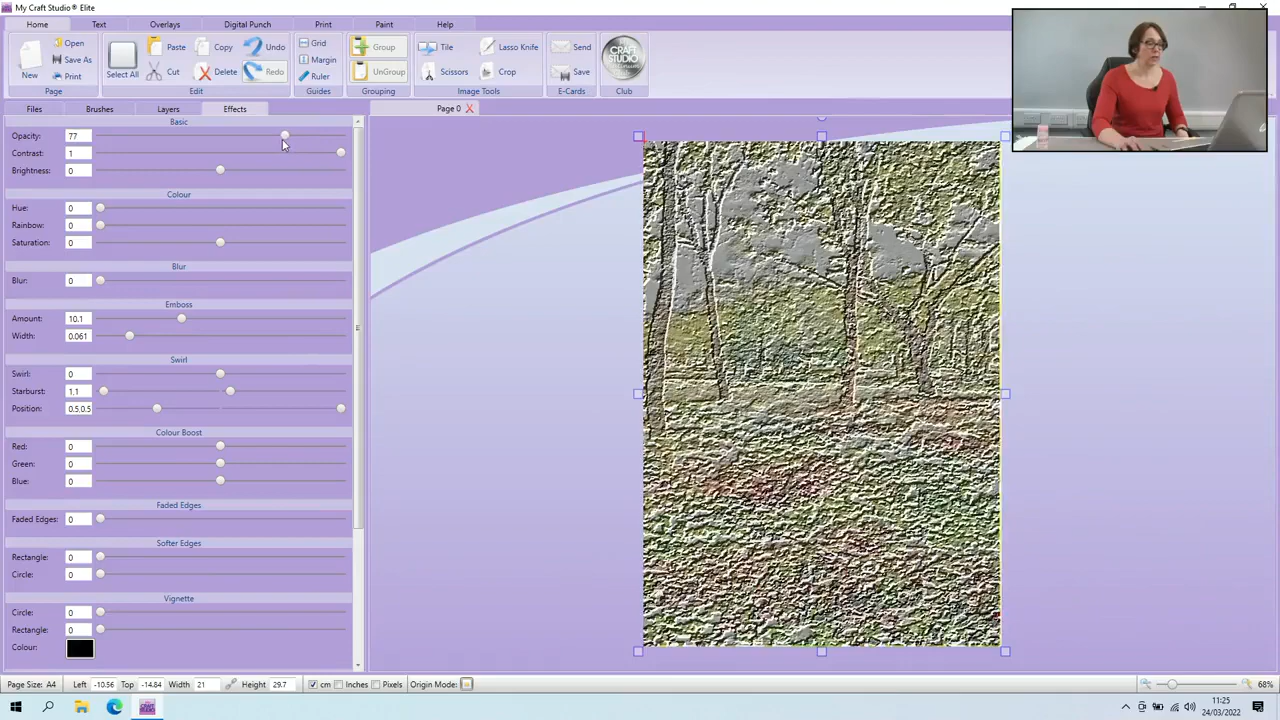 My Craft Studio® Elite
Home Text Overlays Digital Punch Print Paint Help
New Open Save As Print Select All Paste Copy Undo Cut Delete Redo Grid Margin Ruler Group UnGroup Tile Lasso Knife Scissors Crop Send Save CRAFT STUDIO
Page Edit Guides Grouping Image Tools E-Cards Club
Files Brushes Layers Effects Page 0
Basic
Opacity: 77
Contrast: 1
Brightness: 0
Colour
Hue: 0
Rainbow: 0
Saturation: 0
Blur
Blur: 0
Emboss
Amount: 10.1
Width: 0.061
Swirl
Swirl: 0
Starburst: 1.1
Position: 0.5,0.5
Colour Boost
Red: 0
Green: 0
Blue: 0
Faded Edges
Faded Edges: 0
Softer Edges
Rectangle: 0
Circle: 0
Vignette
Circle: 0
Rectangle: 0
Colour:
Page Size: A4 Left -10.56 Top -14.84 Width 21 Height 29.7 cm Inches Pixels Origin Mode: 68%
11:25
24/03/2022